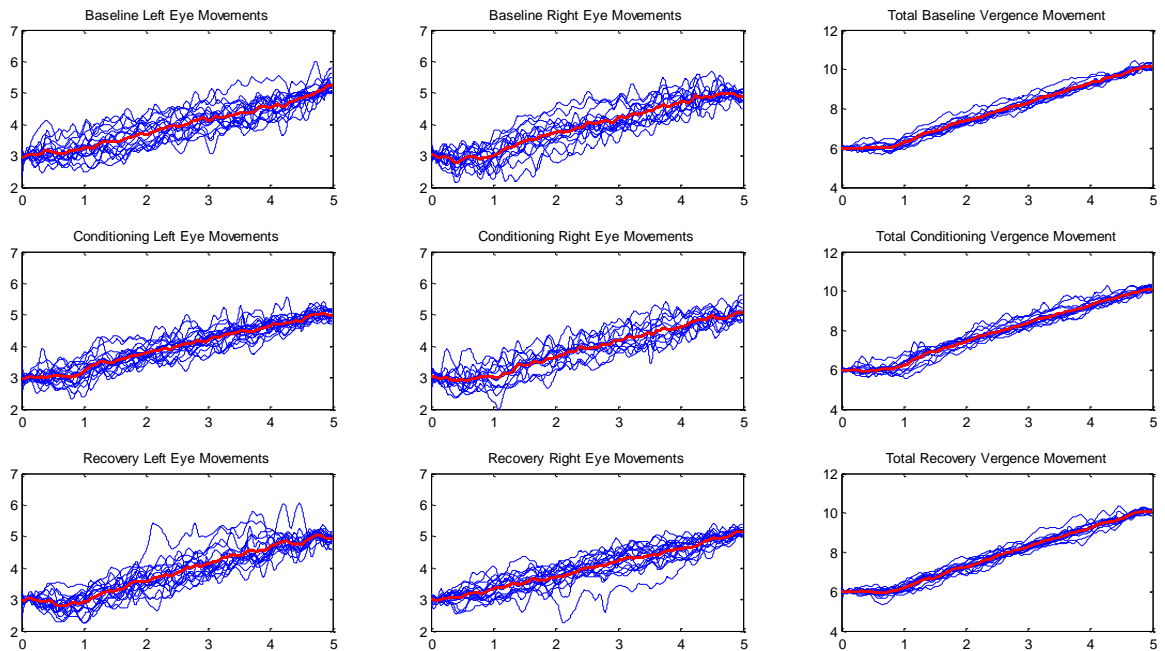 Baseline Left Eye Movements
7
6
5
4
3
2
0 1 2 3 4 5
Baseline Right Eye Movements
7
6
5
4
3
2
0 1 2 3 4 5
Total Baseline Vergence Movement
12
10
8
6
4
0 1 2 3 4 5
Conditioning Left Eye Movements
7
6
5
4
3
2
0 1 2 3 4 5
Conditioning Right Eye Movements
7
6
5
4
3
2
0 1 2 3 4 5
Total Conditioning Vergence Movement
12
10
8
6
4
0 1 2 3 4 5
Recovery Left Eye Movements
7
6
5
4
3
2
0 1 2 3 4 5
Recovery Right Eye Movements
7
6
5
4
3
2
0 1 2 3 4 5
Total Recovery Vergence Movement
12
10
8
6
4
0 1 2 3 4 5